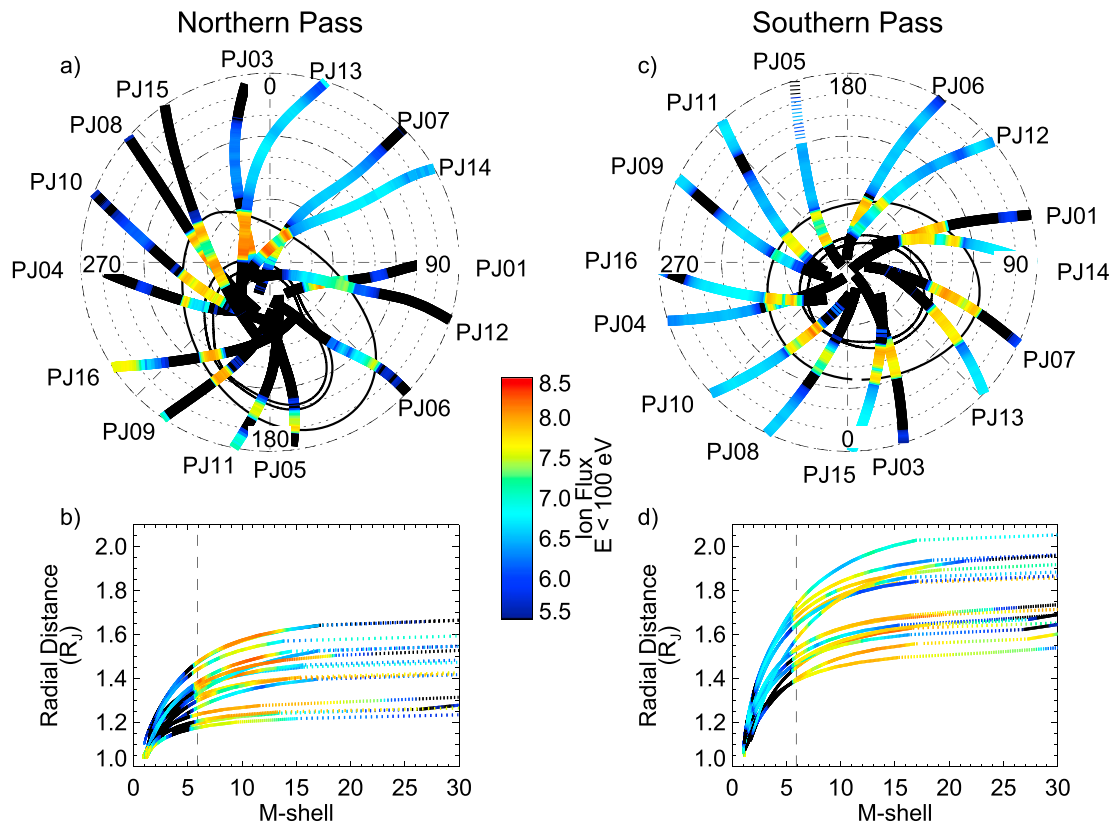 Northern Pass
Southern Pass
a)
PJ03
0
PJ13
PJ15
PJ08
PJ07
PJ14
PJ10
PJ04
270
90
PJ01
PJ12
PJ16
PJ06
PJ09
180
PJ11
PJ05
c)
PJ05
180
PJ06
PJ11
PJ12
PJ09
PJ01
PJ16
270
90
PJ14
PJ04
PJ07
PJ10
PJ13
PJ08
0
PJ15
PJ03
8.5
8.0
7.5
7.0
6.5
6.0
5.5
Ion Flux
E < 100 eV
b)
2.0
1.8
1.6
1.4
1.2
1.0
Radial Distance
(RJ)
0 5 10 15 20 25 30
M-shell
d)
2.0
1.8
1.6
1.4
1.2
1.0
Radial Distance
(RJ)
0 5 10 15 20 25 30
M-shell